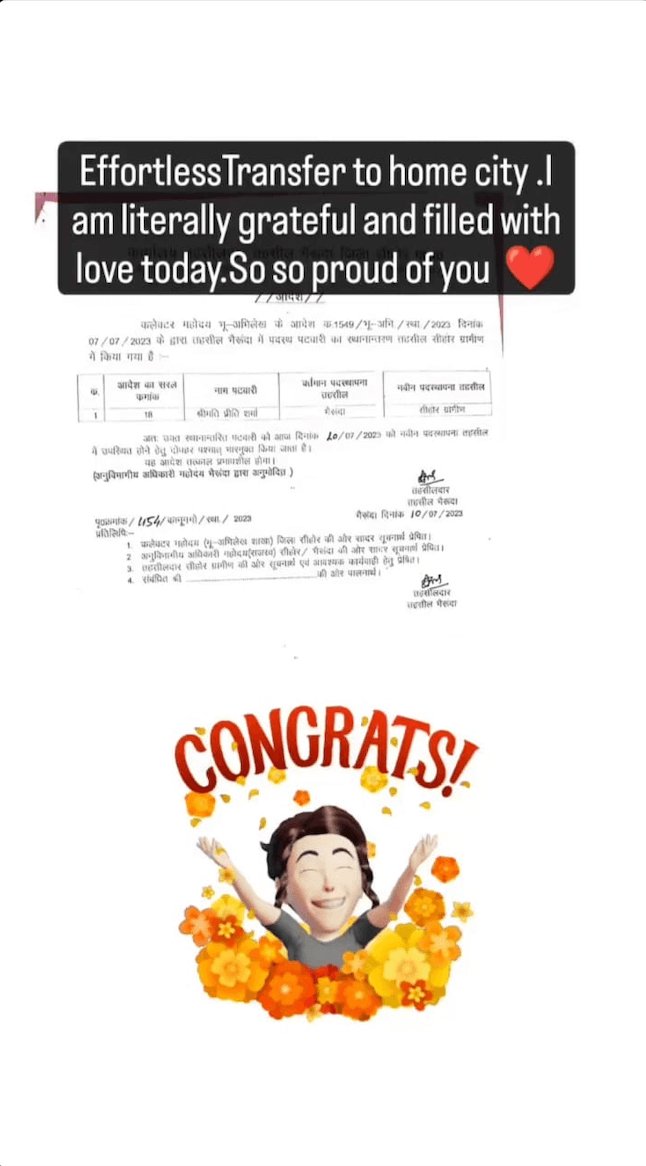 EffortlessTransfer to home city .I
am literally grateful and filled with
love today.So so proud of you ❤️
//आदेश//
कलेक्टर महोदय भू–अभिलेख के आदेश क.1549/भू–अभि/स्था/2023 दिनांक
07/07/2023 के द्वारा तहसील भैरूंदा में पदस्थ पटवारी का स्थानान्तरण तहसील सीहोर ग्रामीण
में किया गया है :–
क. आदेश का सरल क्रमांक नाम पटवारी वर्तमान पदस्थापना तहसील नवीन पदस्थापना तहसील
1 18 श्रीमति प्रीति शर्मा भैरूंदा सीहोर ग्रामीण
अतः उक्त स्थानान्तरित पटवारी को आज दिनांक 10/07/2023 को नवीन पदस्थापना तहसील
में उपस्थित होने हेतु दोपहर पश्चात् भारमुक्त किया जाता है।
यह आदेश तत्काल प्रभावशील होगा।
(अनुविभागीय अधिकारी महोदय भैरूंदा द्वारा अनुमोदित)
तहसीलदार
तहसील भैरूंदा
पृ0क्रमांक/1154/कानूनगो/स्था./ 2023 भैरूंदा दिनांक 10/07/2023
प्रतिलिपि:–
1. कलेक्टर महोदय (भू–अभिलेख शाखा) जिला सीहोर की ओर सादर सूचनार्थ प्रेषित।
2 अनुविभागीय अधिकारी महोदय(राजस्व) सीहोर/ भैरूंदा की ओर सादर सूचनार्थ प्रेषित।
3. तहसीलदार सीहोर ग्रामीण की ओर सूचनार्थ एवं आवश्यक कार्यवाही हेतु प्रेषित।
4. संबंधित श्री की ओर पालनार्थ।
तहसीलदार
तहसील भैरूंदा
CONGRATS!